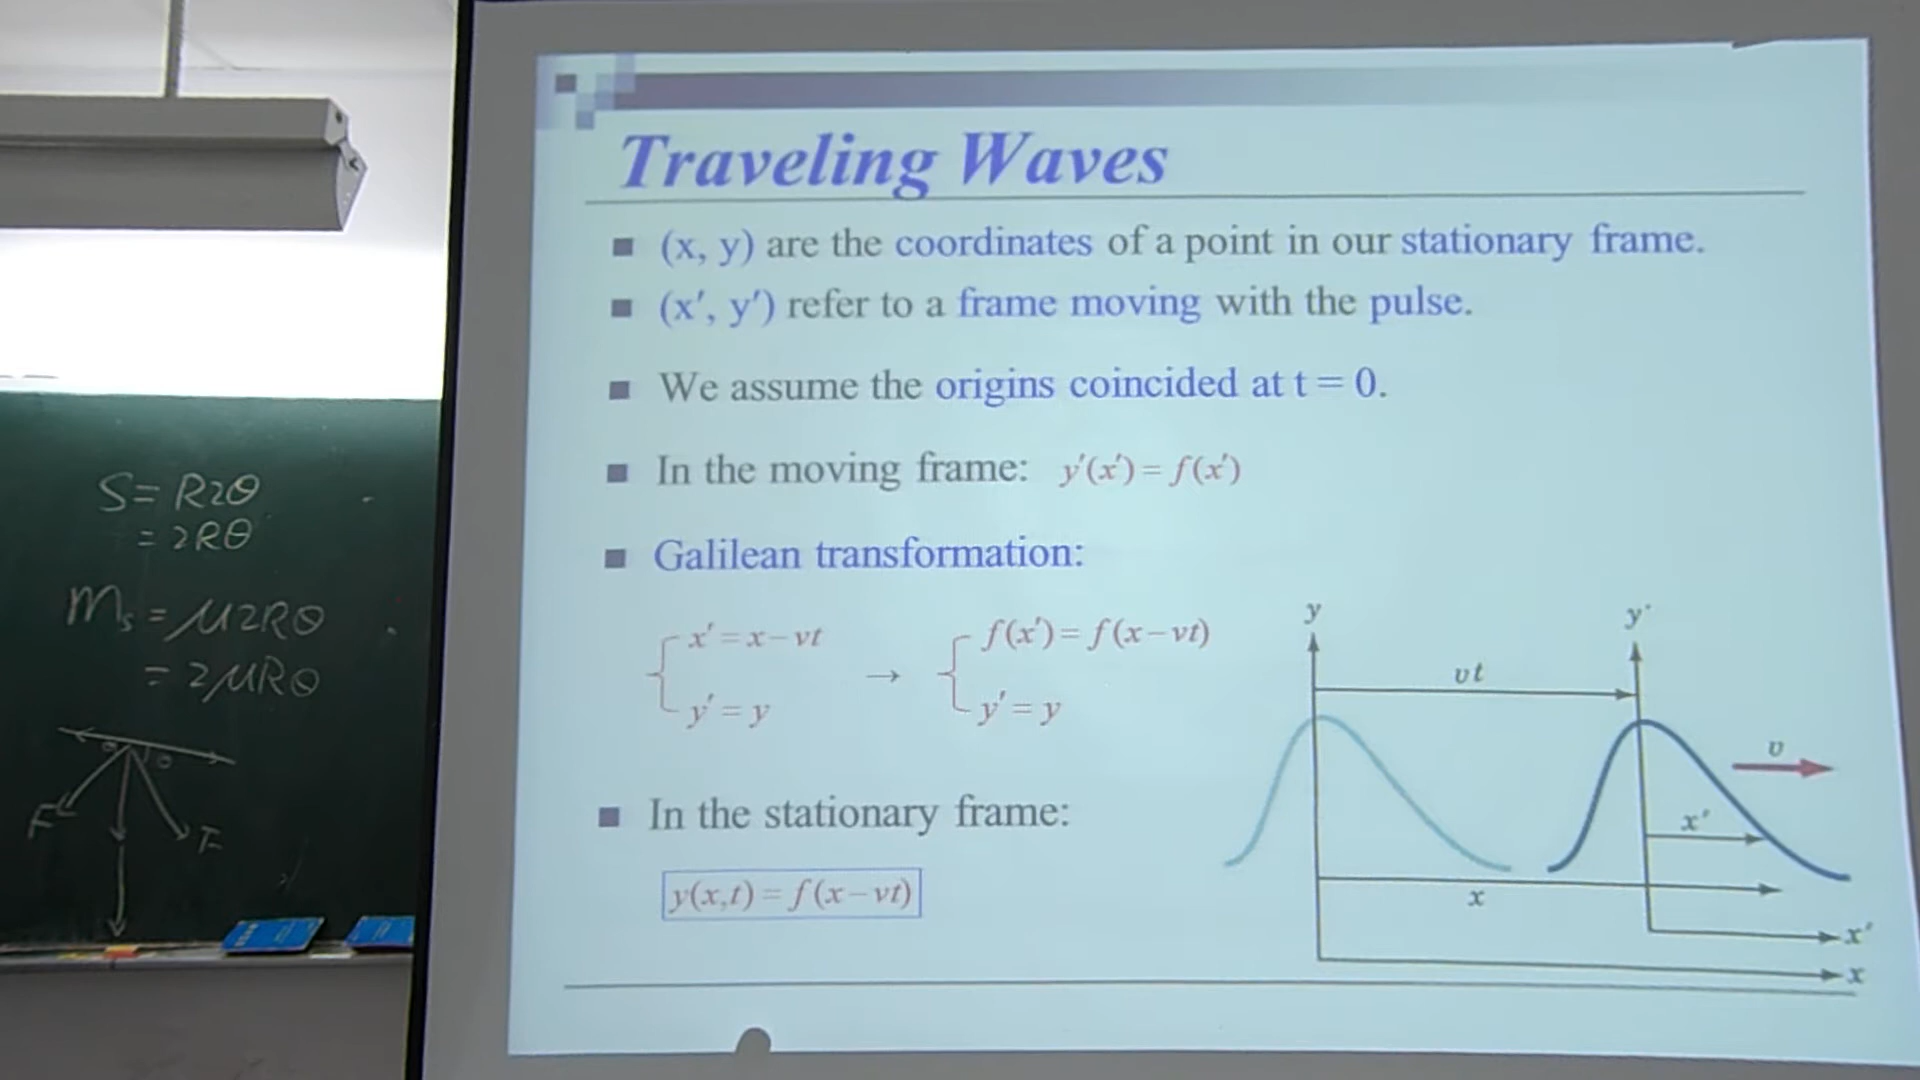 Traveling Waves
(x, y) are the coordinates of a point in our stationary frame.
(x′, y′) refer to a frame moving with the pulse.
We assume the origins coincided at t = 0.
In the moving frame: y′(x′) = f(x′)
Galilean transformation:
x′ = x − vt
y′ = y
→
f(x′) = f(x − vt)
y′ = y
In the stationary frame:
y(x,t) = f(x − vt)
y
y′
vt
v
x′
x
x′
x
S = R2θ
= 2Rθ
ms = μ2Rθ
= 2μRθ
θ
θ
F
F